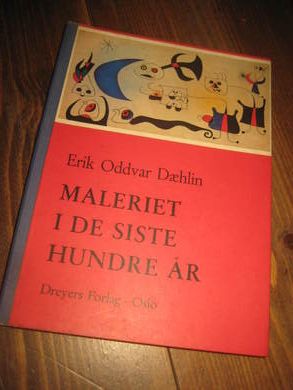 Erik Oddvar Dæhlin
MALERIET
I DE SISTE
HUNDRE ÅR
Dreyers Forlag - Oslo